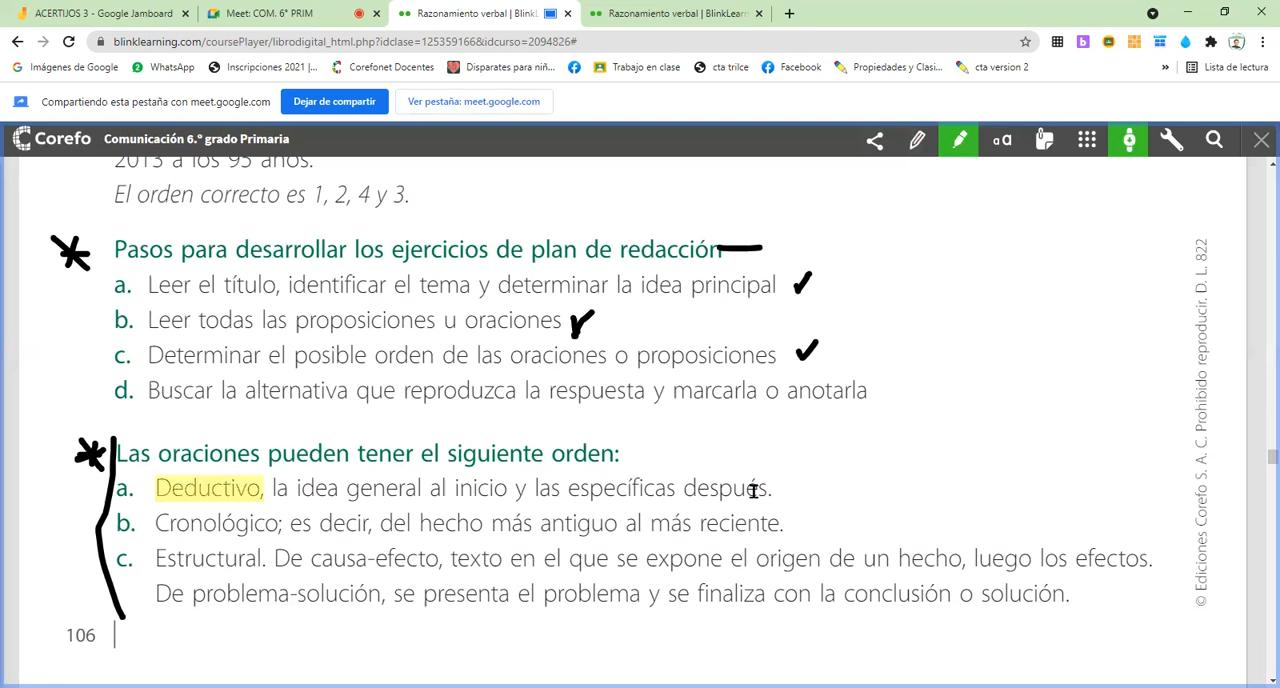 ACERTIJOS 3 - Google Jamboard
Meet: COM. 6° PRIM
Razonamiento verbal | Blinkl
Razonamiento verbal | BlinkLear
blinklearning.com/coursePlayer/librodigital_html.php?idclase=125359166&idcurso=2094826#
Imágenes de Google
WhatsApp
Inscripciones 2021 |...
Corefonet Docentes
Disparates para niñ...
Trabajo en clase
cta trilce
Facebook
Propiedades y Clasi...
cta version 2
»
Lista de lectura
Compartiendo esta pestaña con meet.google.com
Dejar de compartir
Ver pestaña: meet.google.com
Corefo
Comunicación 6.º grado Primaria
aA
2013 a los 95 años.
El orden correcto es 1, 2, 4 y 3.
Pasos para desarrollar los ejercicios de plan de redacción
a. Leer el título, identificar el tema y determinar la idea principal
b. Leer todas las proposiciones u oraciones
c. Determinar el posible orden de las oraciones o proposiciones
d. Buscar la alternativa que reproduzca la respuesta y marcarla o anotarla
Las oraciones pueden tener el siguiente orden:
a. Deductivo, la idea general al inicio y las específicas después.
b. Cronológico; es decir, del hecho más antiguo al más reciente.
c. Estructural. De causa-efecto, texto en el que se expone el origen de un hecho, luego los efectos.
De problema-solución, se presenta el problema y se finaliza con la conclusión o solución.
106
© Ediciones Corefo S. A. C. Prohibido reproducir. D. L. 822